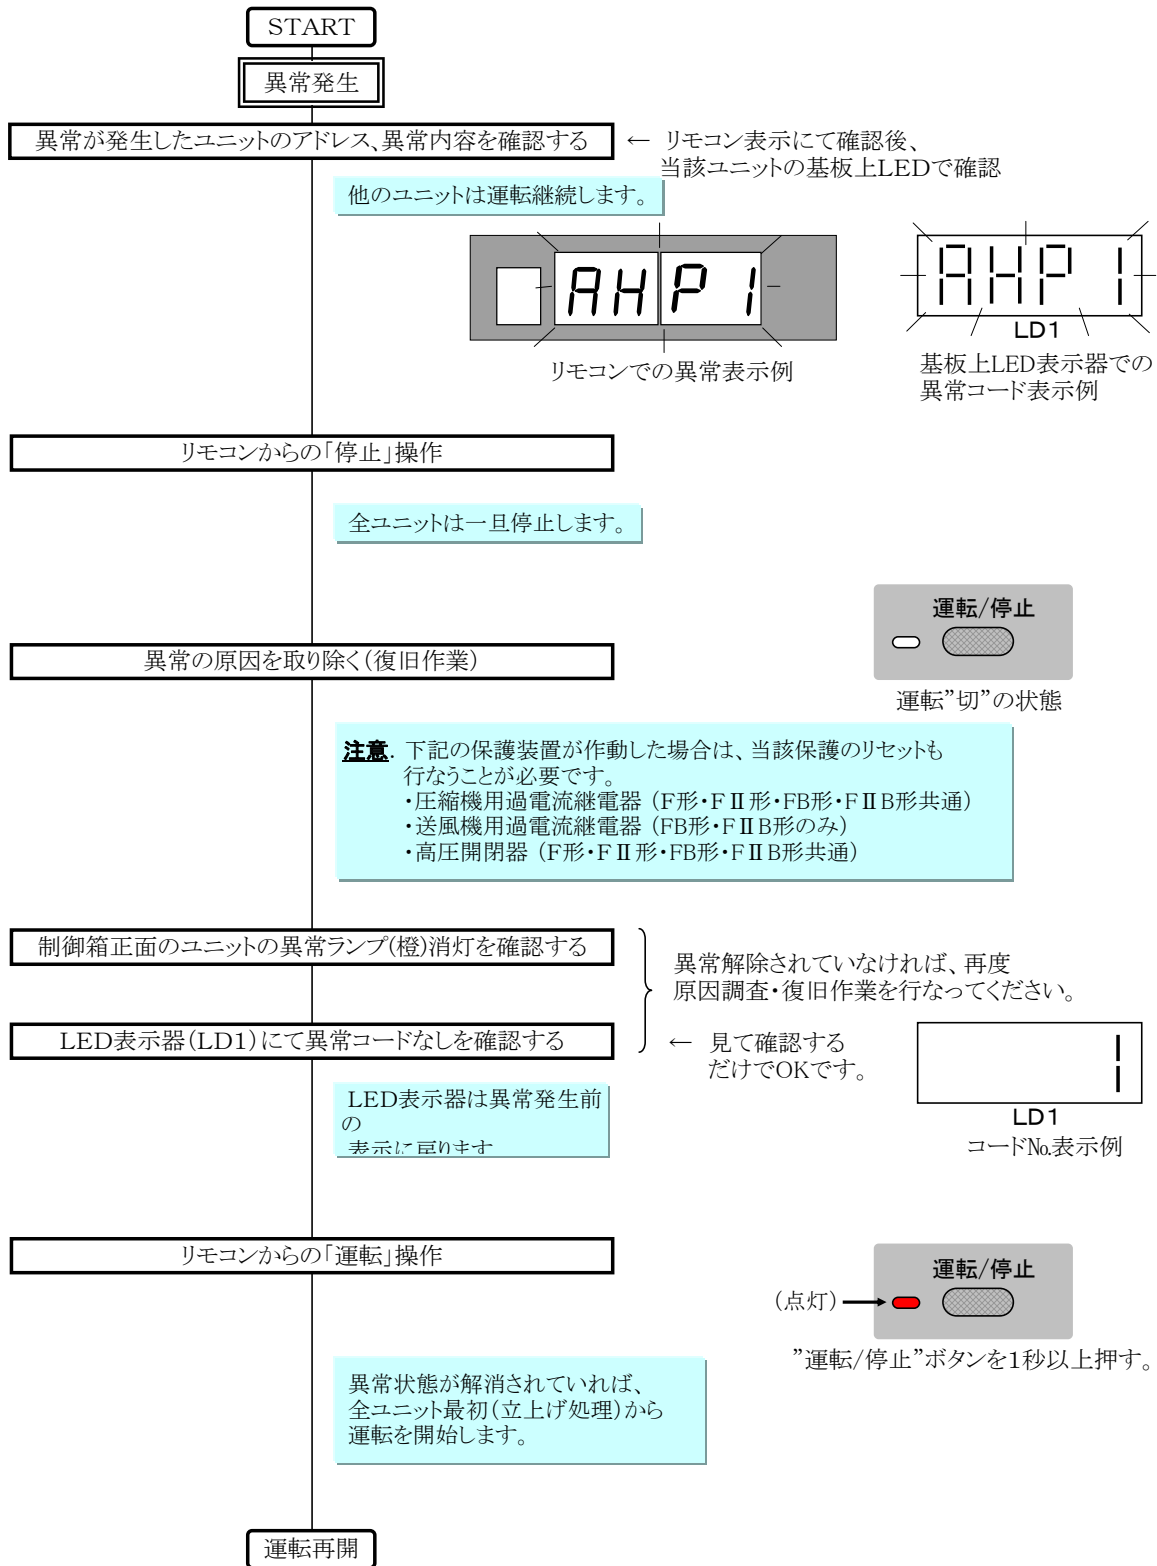 START
異常発生
異常が発生したユニットのアドレス、異常内容を確認する
← リモコン表示にて確認後、
当該ユニットの基板上LEDで確認
他のユニットは運転継続します。
AHP1
リモコンでの異常表示例
AHP1
LD1
基板上LED表示器での
異常コード表示例
リモコンからの「停止」操作
全ユニットは一旦停止します。
運転/停止
運転”切”の状態
異常の原因を取り除く(復旧作業)
注意. 下記の保護装置が作動した場合は、当該保護のリセットも
行なうことが必要です。
・圧縮機用過電流継電器 (F形・FⅡ形・FB形・FⅡB形共通)
・送風機用過電流継電器 (FB形・FⅡB形のみ)
・高圧開閉器 (F形・FⅡ形・FB形・FⅡB形共通)
制御箱正面のユニットの異常ランプ(橙)消灯を確認する
異常解除されていなければ、再度
原因調査・復旧作業を行なってください。
LED表示器(LD1)にて異常コードなしを確認する
← 見て確認する
だけでOKです。
1
LD1
コード№表示例
LED表示器は異常発生前
の
表示に戻ります
リモコンからの「運転」操作
運転/停止
(点灯)
”運転/停止”ボタンを1秒以上押す。
異常状態が解消されていれば、
全ユニット最初(立上げ処理)から
運転を開始します。
運転再開